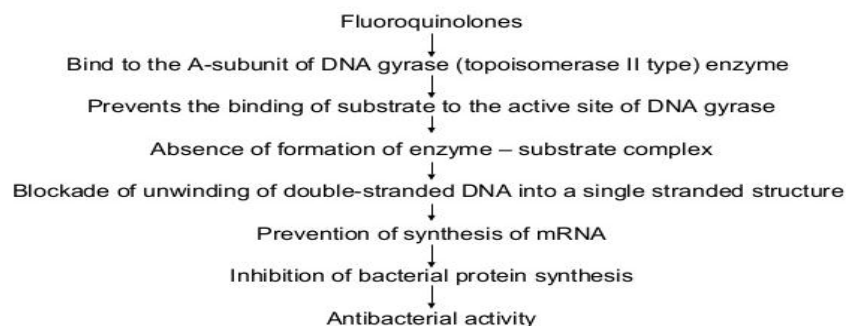 Fluoroquinolones
Bind to the A-subunit of DNA gyrase (topoisomerase II type) enzyme
Prevents the binding of substrate to the active site of DNA gyrase
Absence of formation of enzyme – substrate complex
Blockade of unwinding of double-stranded DNA into a single stranded structure
Prevention of synthesis of mRNA
Inhibition of bacterial protein synthesis
Antibacterial activity